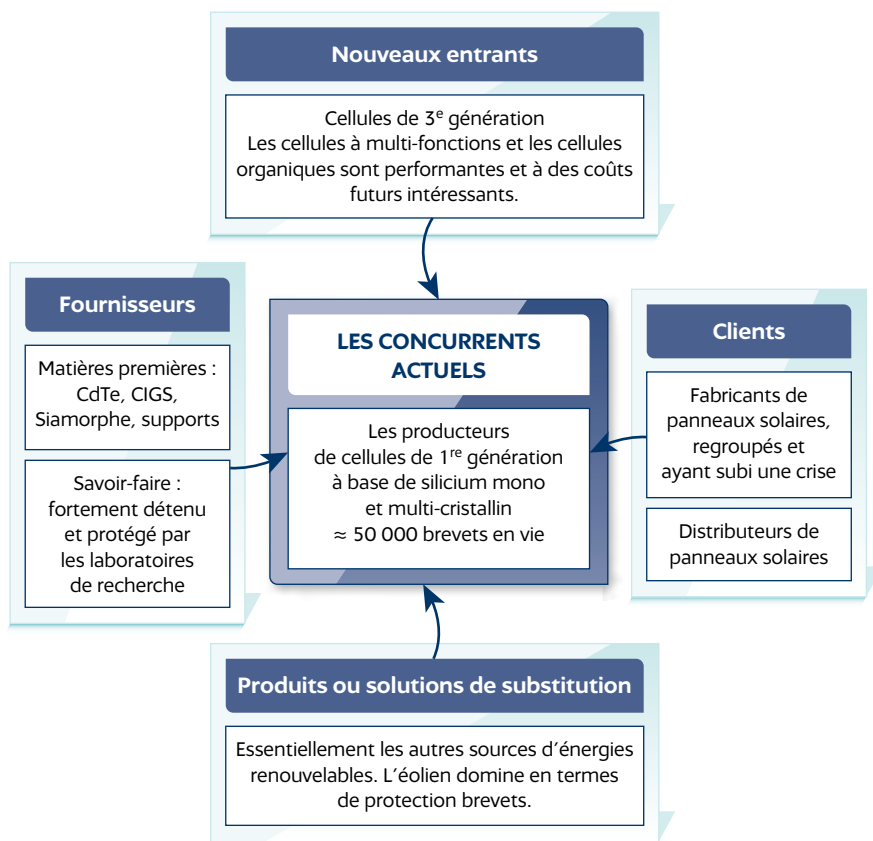 Nouveaux entrants
Cellules de 3e génération
Les cellules à multi-fonctions et les cellules
organiques sont performantes et à des coûts
futurs intéressants.
Fournisseurs
Matières premières :
CdTe, CIGS,
Siamorphe, supports
Savoir-faire :
fortement détenu
et protégé par
les laboratoires
de recherche
LES CONCURRENTS
ACTUELS
Les producteurs
de cellules de 1re génération
à base de silicium mono
et multi-cristallin
≈ 50 000 brevets en vie
Clients
Fabricants de
panneaux solaires,
regroupés et
ayant subi une crise
Distributeurs de
panneaux solaires
Produits ou solutions de substitution
Essentiellement les autres sources d’énergies
renouvelables. L’éolien domine en termes
de protection brevets.